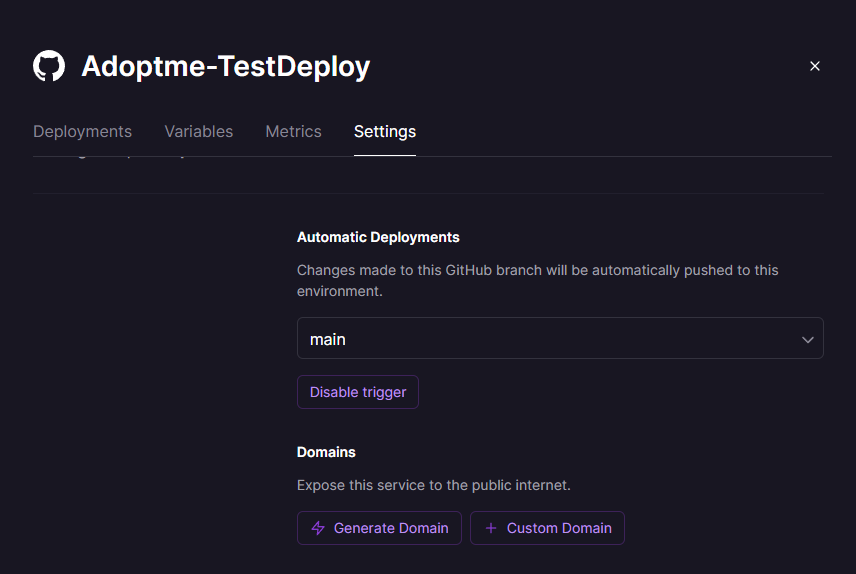 Adoptme-TestDeploy
Deployments Variables Metrics Settings
Automatic Deployments
Changes made to this GitHub branch will be automatically pushed to this
environment.
main
Disable trigger
Domains
Expose this service to the public internet.
Generate Domain Custom Domain